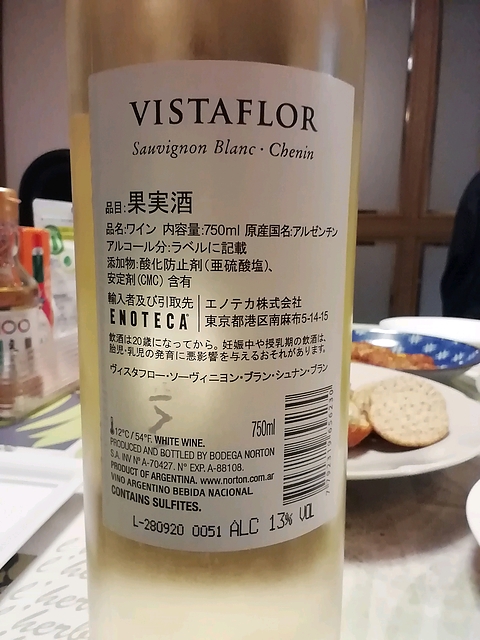 VISTAFLOR
Sauvignon Blanc · Chenin
品目:果実酒
品名:ワイン 内容量:750ml 原産国名:アルゼンチン
アルコール分:ラベルに記載
添加物:酸化防止剤(亜硫酸塩)、
安定剤(CMC)含有
輸入者及び引取先 エノテカ株式会社
ENOTECA 東京都港区南麻布5-14-15
飲酒は20歳になってから。妊娠中や授乳期の飲酒は、
胎児・乳児の発育に悪影響を与えるおそれがあります。
ヴィスタフロー・ソーヴィニヨン・ブラン・シュナン・ブラン
12°C / 54°F. WHITE WINE.
750ml
PRODUCED AND BOTTLED BY BODEGA NORTON
S.A. INV N° A-70427. N° EXP. A-88108.
PRODUCT OF ARGENTINA. www.norton.com.ar
VINO ARGENTINO BEBIDA NACIONAL
CONTAINS SULFITES.
L-280920 0051 ALC 13% VOL